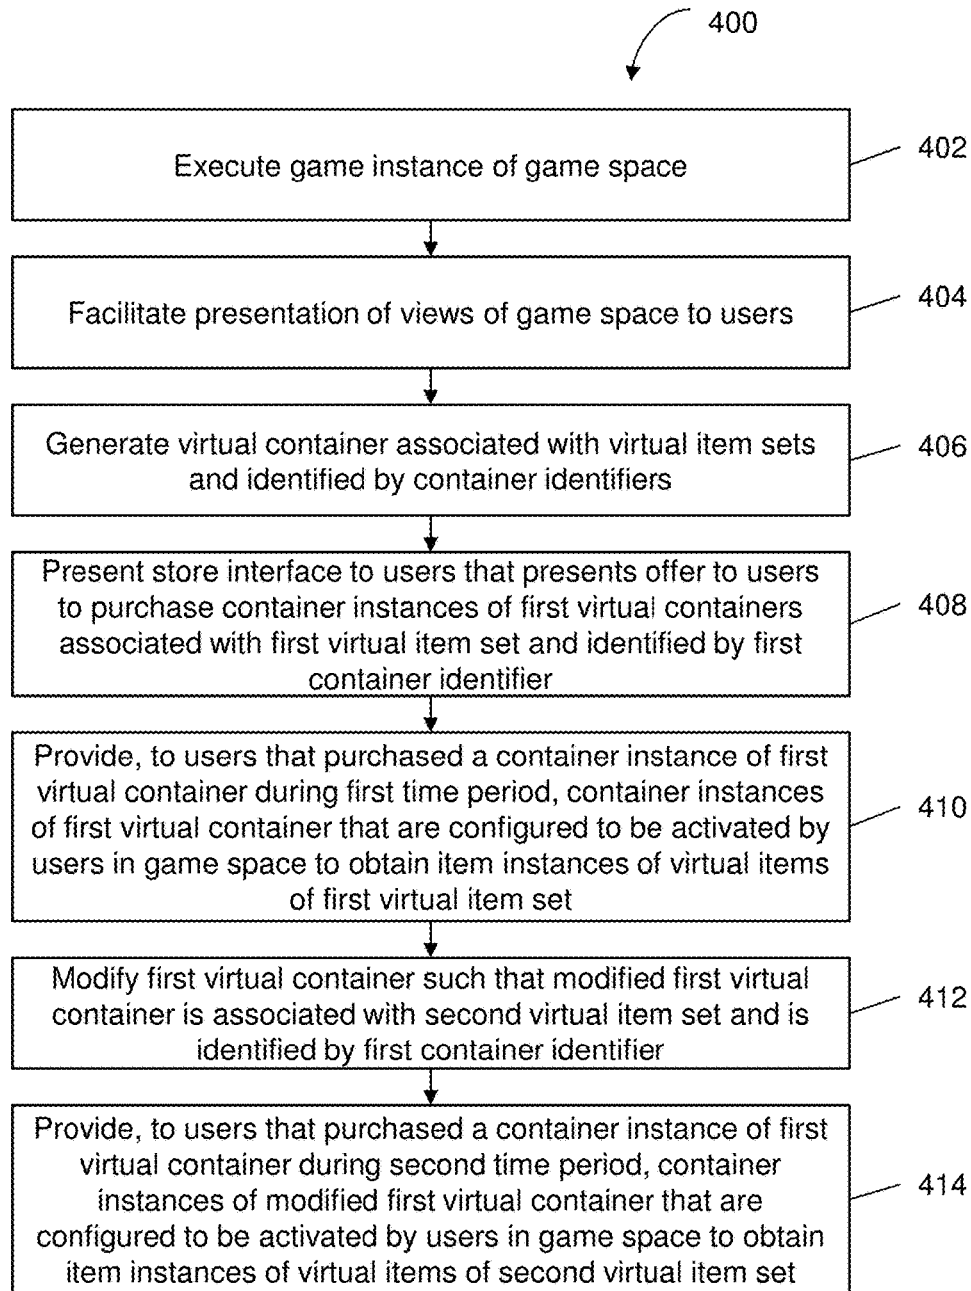 400
Execute game instance of game space
402
Facilitate presentation of views of game space to users
404
Generate virtual container associated with virtual item sets
and identified by container identifiers
406
Present store interface to users that presents offer to users
to purchase container instances of first virtual containers
associated with first virtual item set and identified by first
container identifier
408
Provide, to users that purchased a container instance of first
virtual container during first time period, container instances
of first virtual container that are configured to be activated by
users in game space to obtain item instances of virtual items
of first virtual item set
410
Modify first virtual container such that modified first virtual
container is associated with second virtual item set and is
identified by first container identifier
412
Provide, to users that purchased a container instance of first
virtual container during second time period, container
instances of modified first virtual container that are
configured to be activated by users in game space to obtain
item instances of virtual items of second virtual item set
414